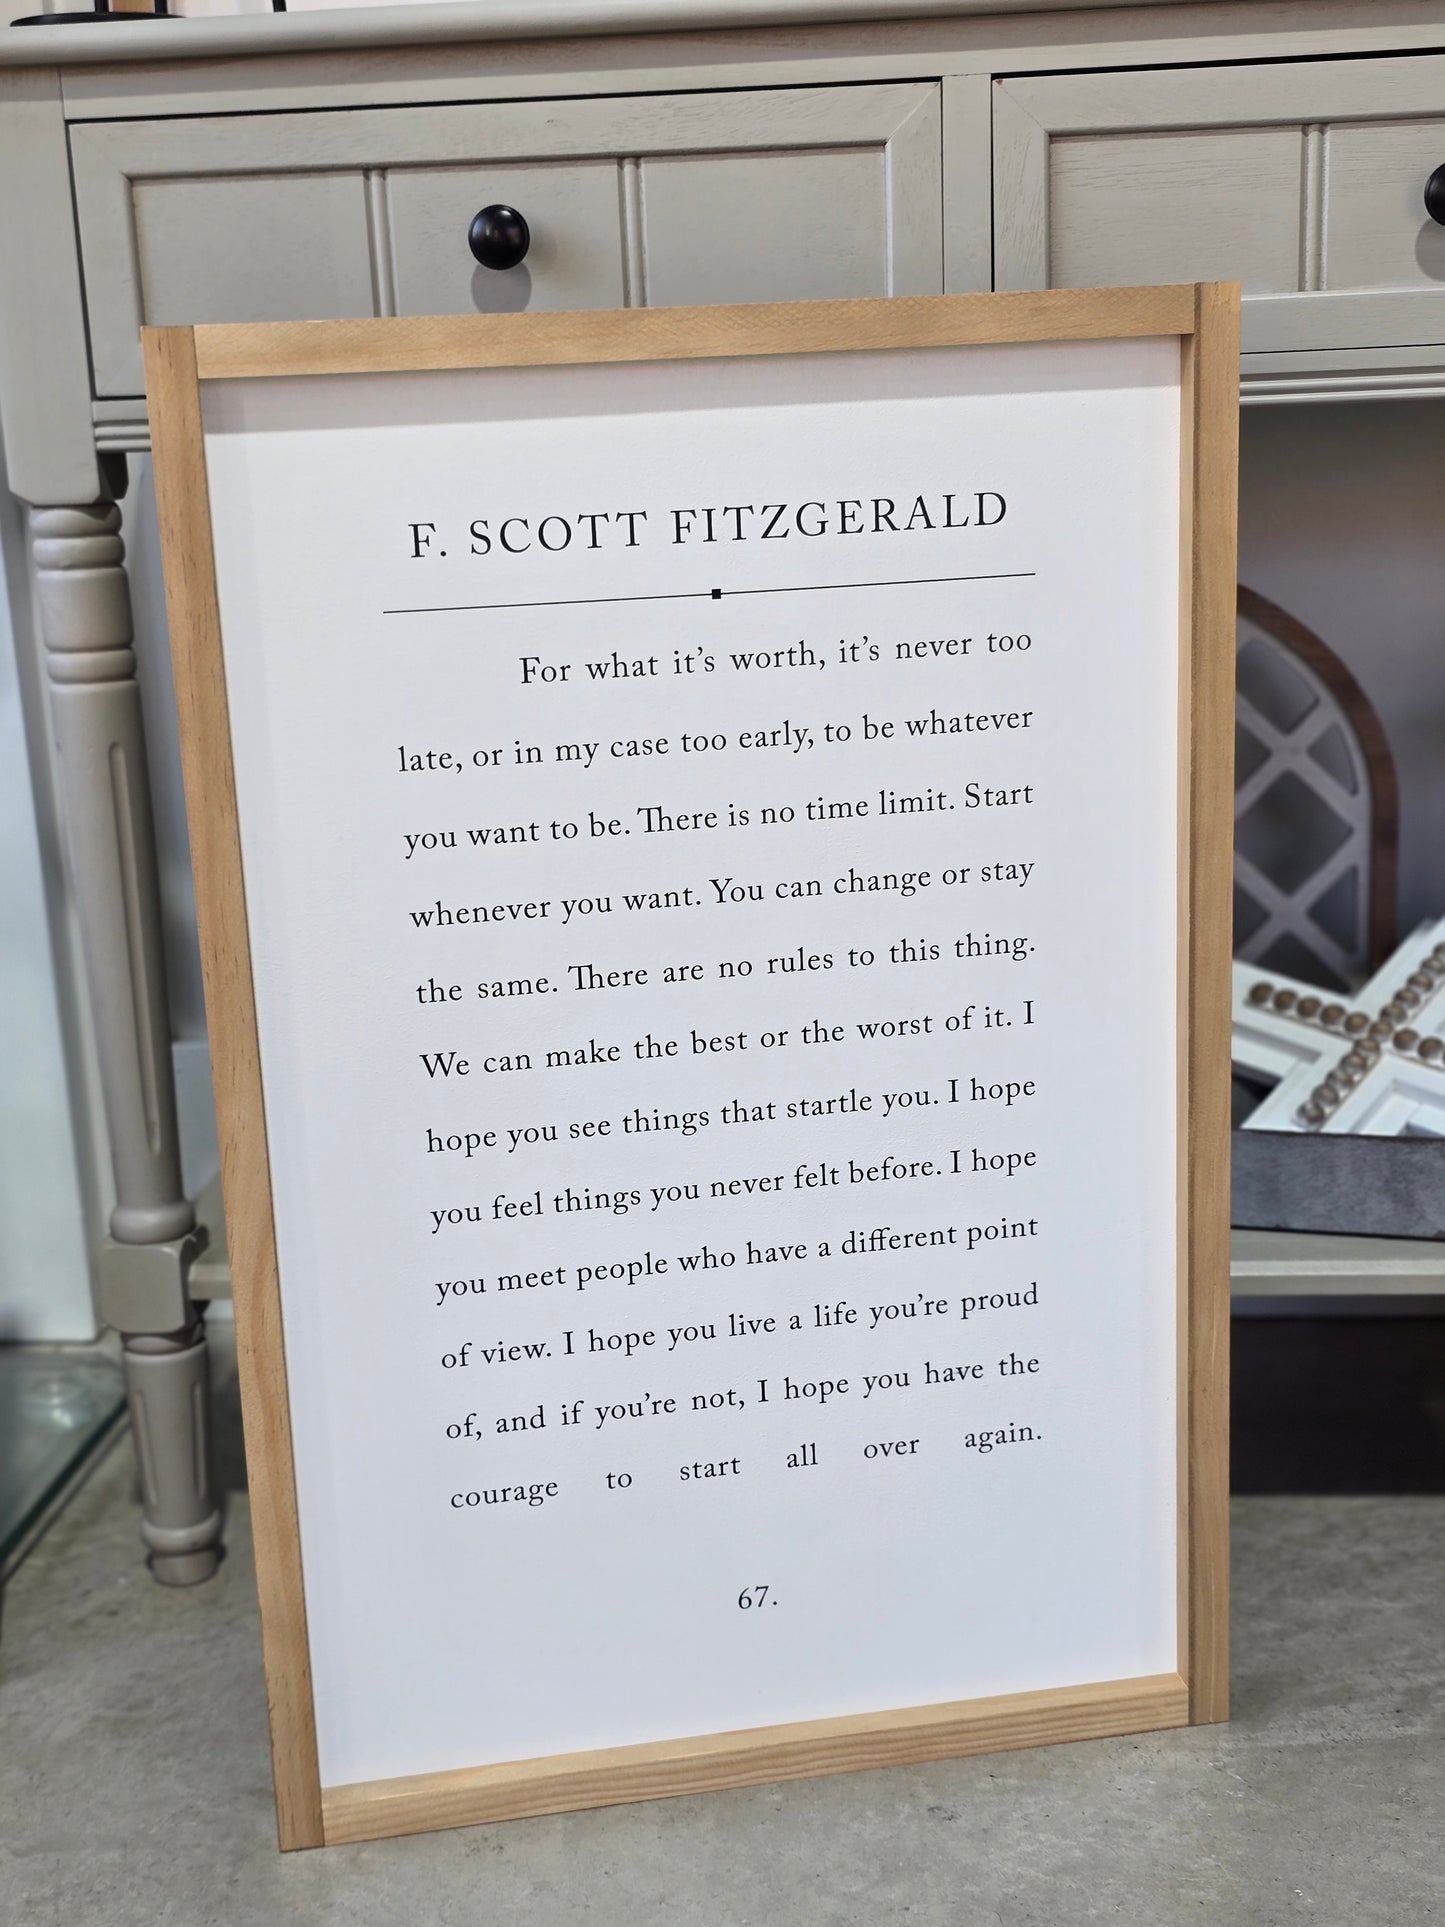 F. SCOTT FITZGERALD
For what it’s worth, it’s never too
late, or in my case too early, to be whatever
you want to be. There is no time limit. Start
whenever you want. You can change or stay
the same. There are no rules to this thing.
We can make the best or the worst of it. I
hope you see things that startle you. I hope
you feel things you never felt before. I hope
you meet people who have a different point
of view. I hope you live a life you’re proud
of, and if you’re not, I hope you have the
courage to start all over again.
67.